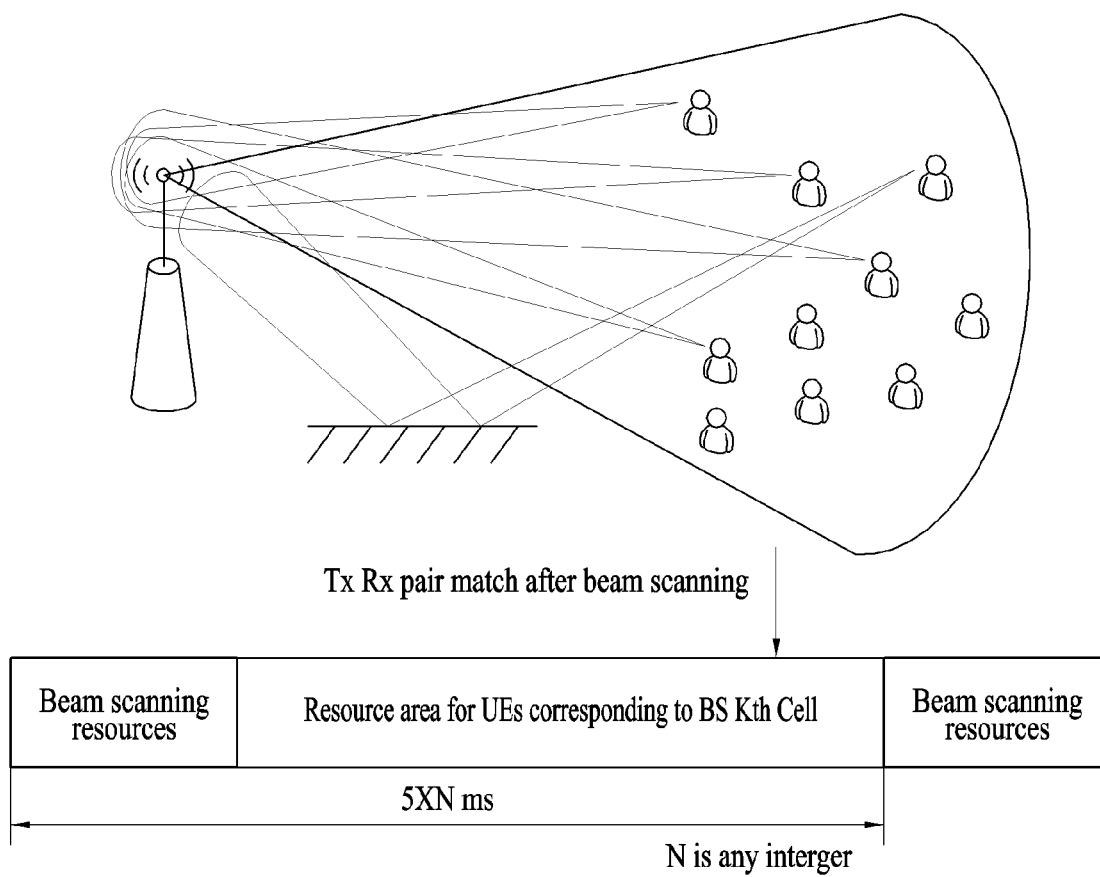 Tx Rx pair match after beam scanning
Beam scanning
resources
Resource area for UEs corresponding to BS Kth Cell
Beam scanning
resources
5XN ms
N is any interger